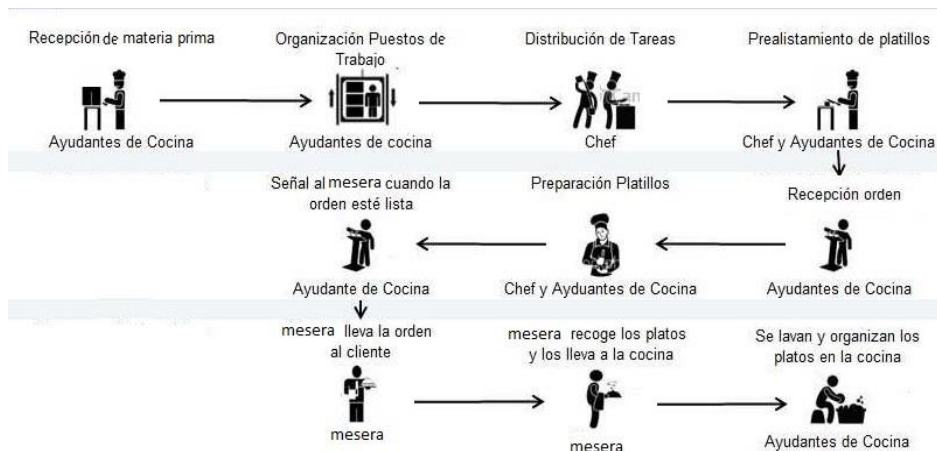 Recepción de materia prima
Organización Puestos de
Trabajo
Distribución de Tareas
Prealistamiento de platillos
Ayudantes de Cocina
Ayudantes de cocina
Chef
Chef y Ayudantes de Cocina
Señal al mesera cuando la
orden esté lista
Preparación Platillos
Recepción orden
Ayudante de Cocina
Chef y Ayduantes de Cocina
Ayudantes de Cocina
mesera lleva la orden
al cliente
mesera recoge los platos
y los lleva a la cocina
Se lavan y organizan los
platos en la cocina
mesera
mesera
Ayudantes de Cocina